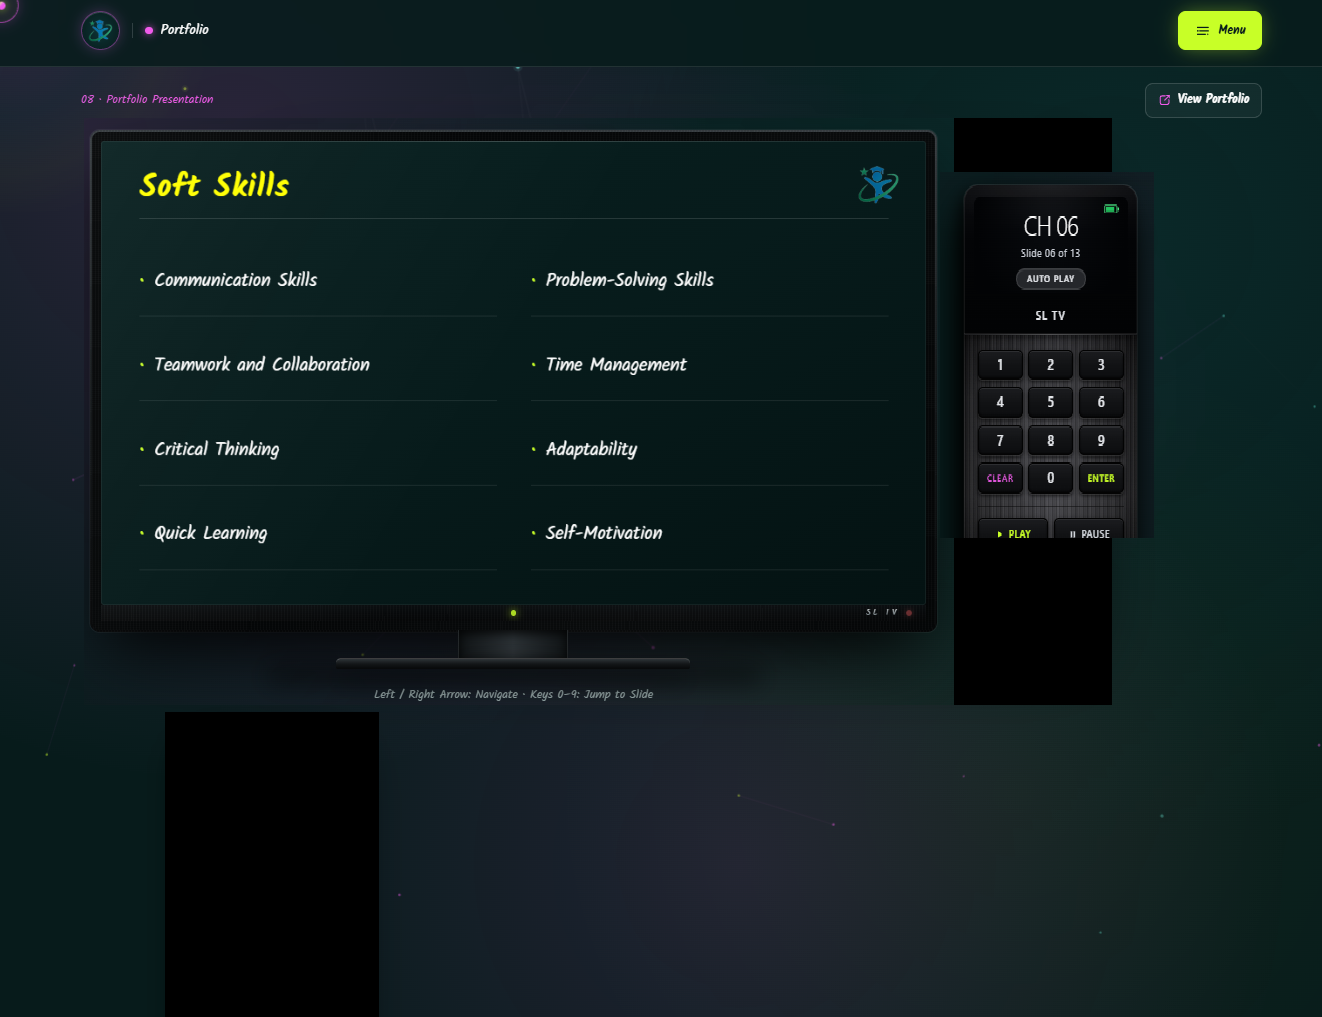 Portfolio
Menu
08 · Portfolio Presentation
View Portfolio
Soft Skills
· Communication Skills
· Problem-Solving Skills
· Teamwork and Collaboration
· Time Management
· Critical Thinking
· Adaptability
· Quick Learning
· Self-Motivation
SL TV
Left / Right Arrow: Navigate · Keys 0–9: Jump to Slide
CH 06
Slide 06 of 13
AUTO PLAY
SL TV
1 2 3
4 5 6
7 8 9
CLEAR 0 ENTER
PLAY PAUSE